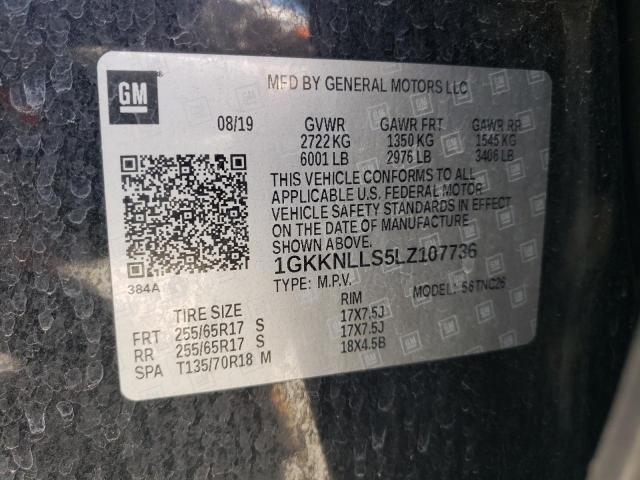 GM
MFD BY GENERAL MOTORS LLC
08/19 GVWR GAWR FRT GAWR RR
2722 KG 1350 KG 1545 KG
6001 LB 2976 LB 3406 LB
THIS VEHICLE CONFORMS TO ALL
APPLICABLE U.S. FEDERAL MOTOR
VEHICLE SAFETY STANDARDS IN EFFECT
ON THE DATE OF MANUFACTURE
SHOWN ABOVE.
1GKKNLLS5LZ107736
384A TYPE: M.P.V. MODEL: S6TNC26
TIRE SIZE RIM
FRT 255/65R17 S 17X7.5J
RR 255/65R17 S 17X7.5J
SPA T135/70R18 M 18X4.5B